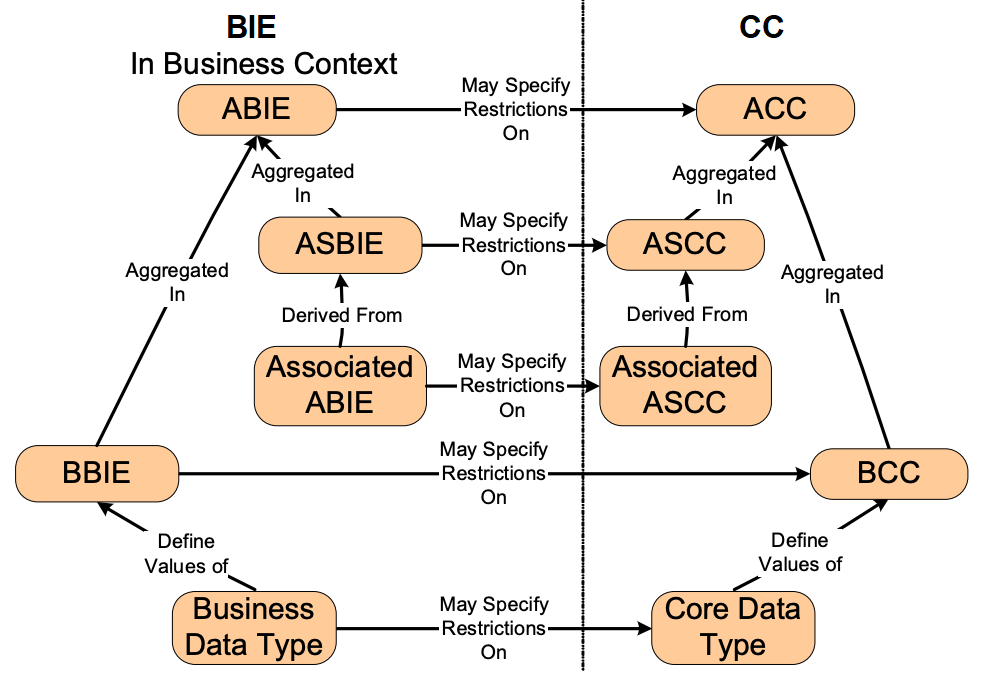 BIE
In Business Context
CC
ABIE
May Specify
Restrictions
On
ACC
Aggregated
In
Aggregated
In
ASBIE
May Specify
Restrictions
On
ASCC
Aggregated
In
Aggregated
In
Derived From
Derived From
Associated
ABIE
May Specify
Restrictions
On
Associated
ASCC
BBIE
May Specify
Restrictions
On
BCC
Define
Values of
Define
Values of
Business
Data Type
May Specify
Restrictions
On
Core Data
Type